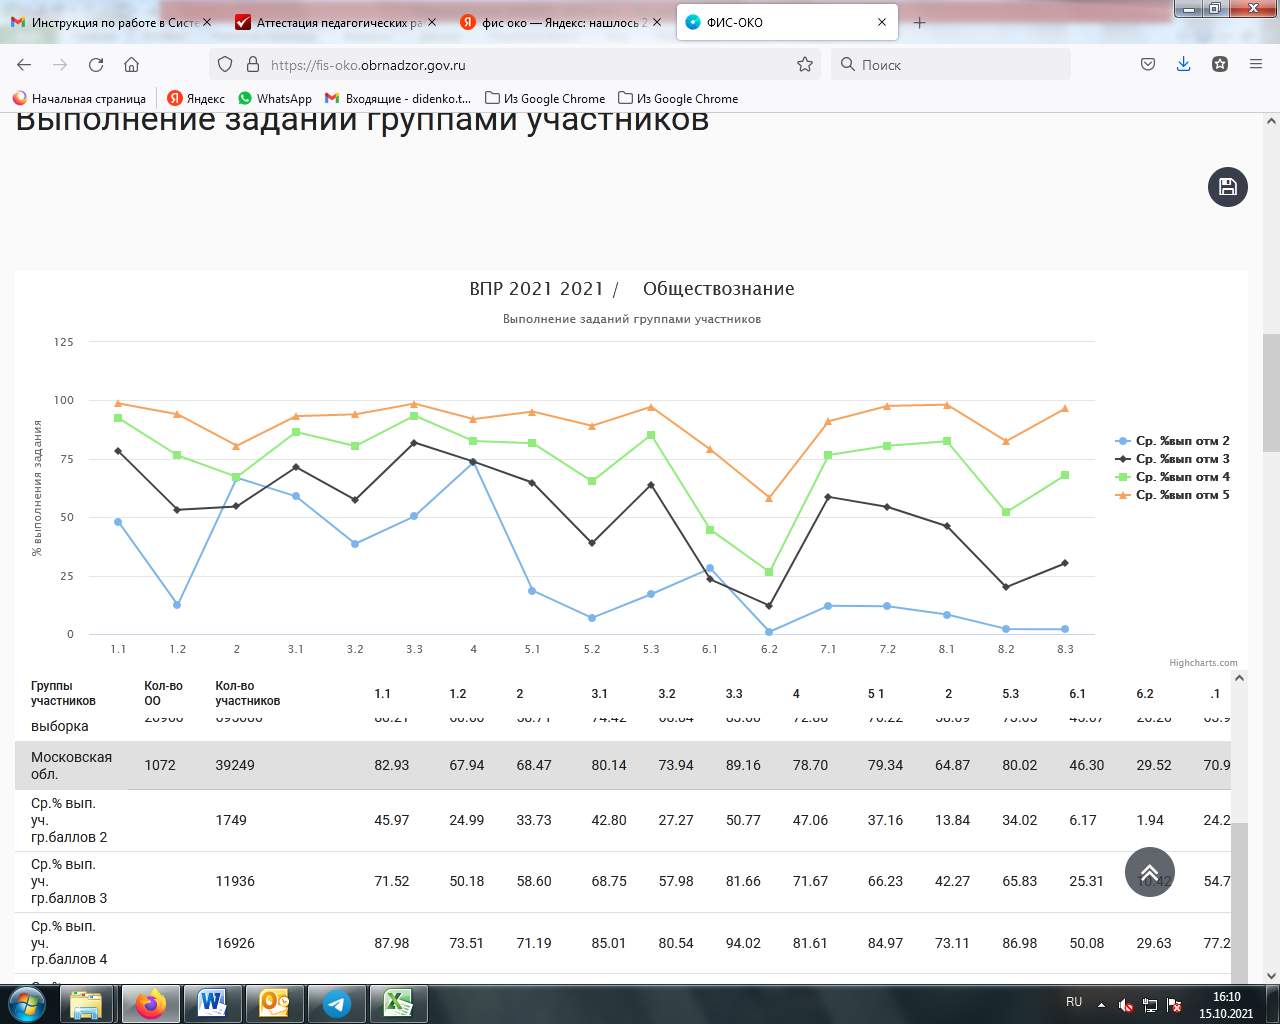 Инструкция по работе в Систе
Аттестация педагогических ра
фис око — Яндекс: нашлось 2
ФИС-ОКО
https://fis-oko.obrnadzor.gov.ru
Поиск
Начальная страница
Яндекс
WhatsApp
Входящие - didenko.t...
Из Google Chrome
Из Google Chrome
Выполнение заданий группами участников
ВПР 2021 2021 / Обществознание
Выполнение заданий группами участников
% выполнения задания
125
100
75
50
25
0
1.1 1.2 2 3.1 3.2 3.3 4 5.1 5.2 5.3 6.1 6.2 7.1 7.2 8.1 8.2 8.3
Ср. %вып отм 2
Ср. %вып отм 3
Ср. %вып отм 4
Ср. %вып отм 5
Highcharts.com
Группы участников Кол-во ОО Кол-во участников 1.1 1.2 2 3.1 3.2 3.3 4 5 1 2 5.3 6.1 6.2 .1
выборка
Московская обл. 1072 39249 82.93 67.94 68.47 80.14 73.94 89.16 78.70 79.34 64.87 80.02 46.30 29.52 70.9
Ср.% вып. уч. гр.баллов 2 1749 45.97 24.99 33.73 42.80 27.27 50.77 47.06 37.16 13.84 34.02 6.17 1.94 24.2
Ср.% вып. уч. гр.баллов 3 11936 71.52 50.18 58.60 68.75 57.98 81.66 71.67 66.23 42.27 65.83 25.31 10.42 54.7
Ср.% вып. уч. гр.баллов 4 16926 87.98 73.51 71.19 85.01 80.54 94.02 81.61 84.97 73.11 86.98 50.08 29.63 77.2
RU
16:10
15.10.2021